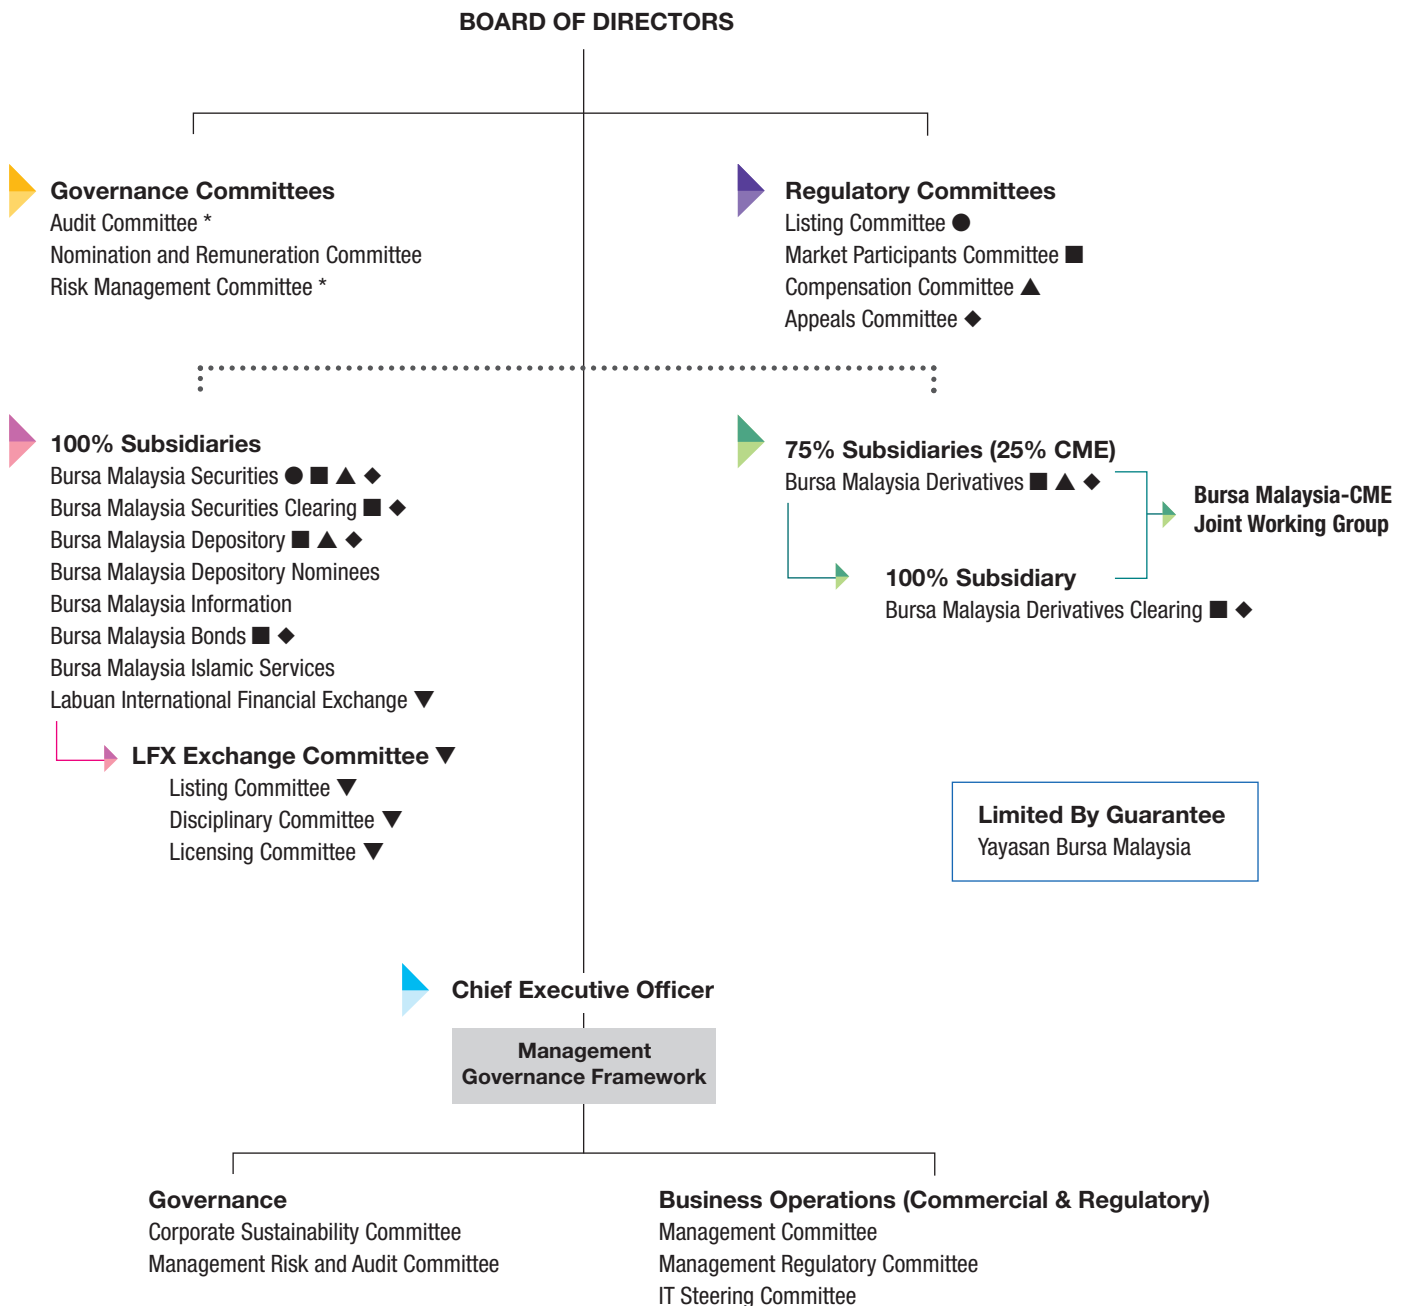 BOARD OF DIRECTORS
Governance Committees
Audit Committee *
Nomination and Remuneration Committee
Risk Management Committee *
Regulatory Committees
Listing Committee ●
Market Participants Committee ■
Compensation Committee ▲
Appeals Committee ◆
100% Subsidiaries
Bursa Malaysia Securities ● ■ ▲ ◆
Bursa Malaysia Securities Clearing ■ ◆
Bursa Malaysia Depository ■ ▲ ◆
Bursa Malaysia Depository Nominees
Bursa Malaysia Information
Bursa Malaysia Bonds ■ ◆
Bursa Malaysia Islamic Services
Labuan International Financial Exchange ▼
LFX Exchange Committee ▼
Listing Committee ▼
Disciplinary Committee ▼
Licensing Committee ▼
75% Subsidiaries (25% CME)
Bursa Malaysia Derivatives ■ ▲ ◆
100% Subsidiary
Bursa Malaysia Derivatives Clearing ■ ◆
Bursa Malaysia-CME
Joint Working Group
Limited By Guarantee
Yayasan Bursa Malaysia
Chief Executive Officer
Management
Governance Framework
Governance
Corporate Sustainability Committee
Management Risk and Audit Committee
Business Operations (Commercial & Regulatory)
Management Committee
Management Regulatory Committee
IT Steering Committee